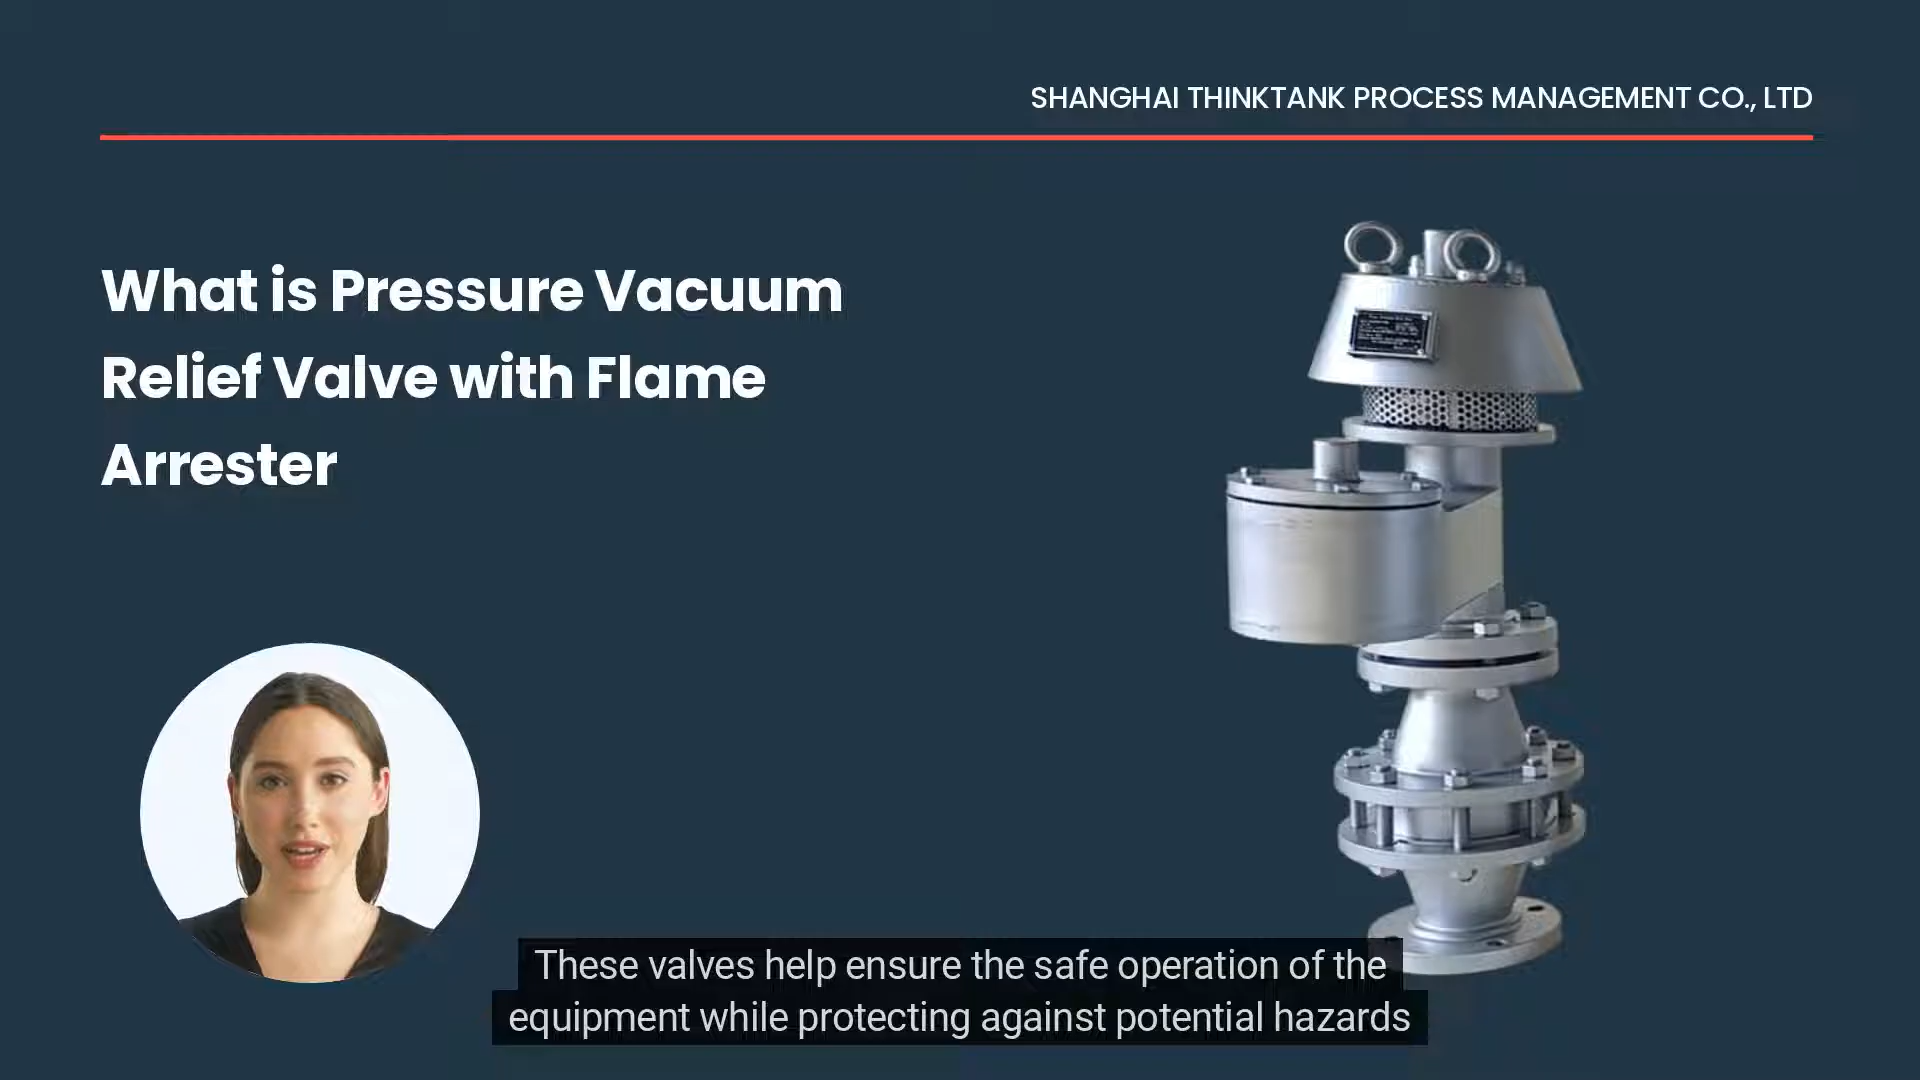 SHANGHAI THINKTANK PROCESS MANAGEMENT CO., LTD
What is Pressure Vacuum
Relief Valve with Flame
Arrester
These valves help ensure the safe operation of the
equipment while protecting against potential hazards